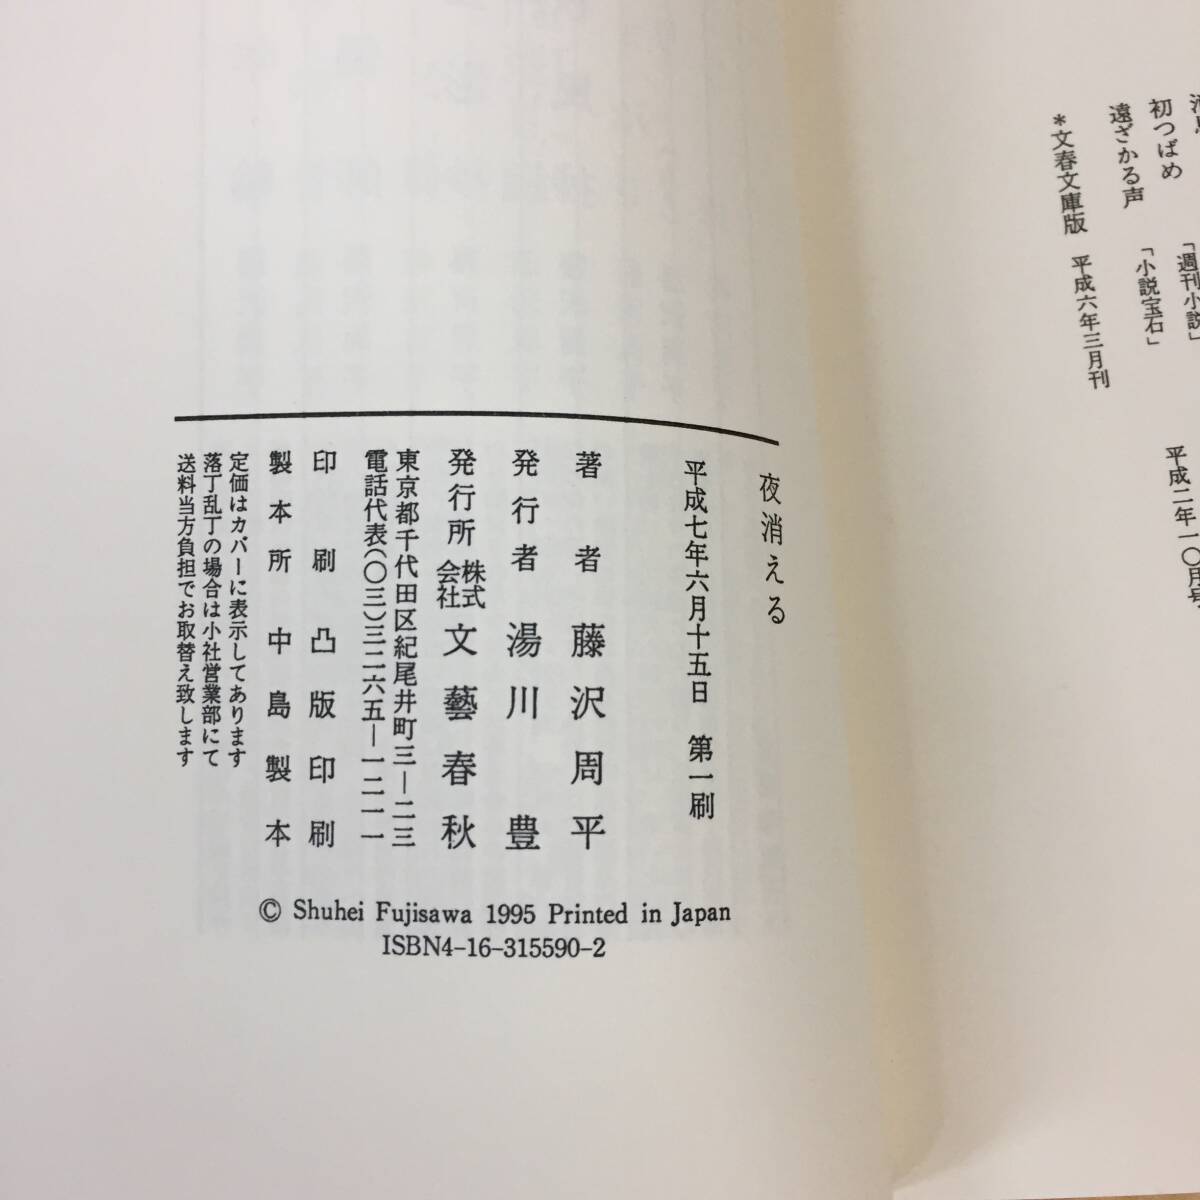 初つばめ 「週刊小説」
遠ざかる声 「小説宝石」
平成二年一〇月号
*文春文庫版 平成六年三月刊
夜消える
平成七年六月十五日 第一刷
著者 藤沢周平
発行者 湯川豊
発行所 株式会社 文藝春秋
東京都千代田区紀尾井町三―二三
電話代表(〇三)三二六五―一二一一
印刷 凸版印刷
製本所 中島製本
定価はカバーに表示してあります
落丁乱丁の場合は小社営業部にて
送料当方負担でお取替え致します
© Shuhei Fujisawa 1995 Printed in Japan
ISBN4-16-315590-2